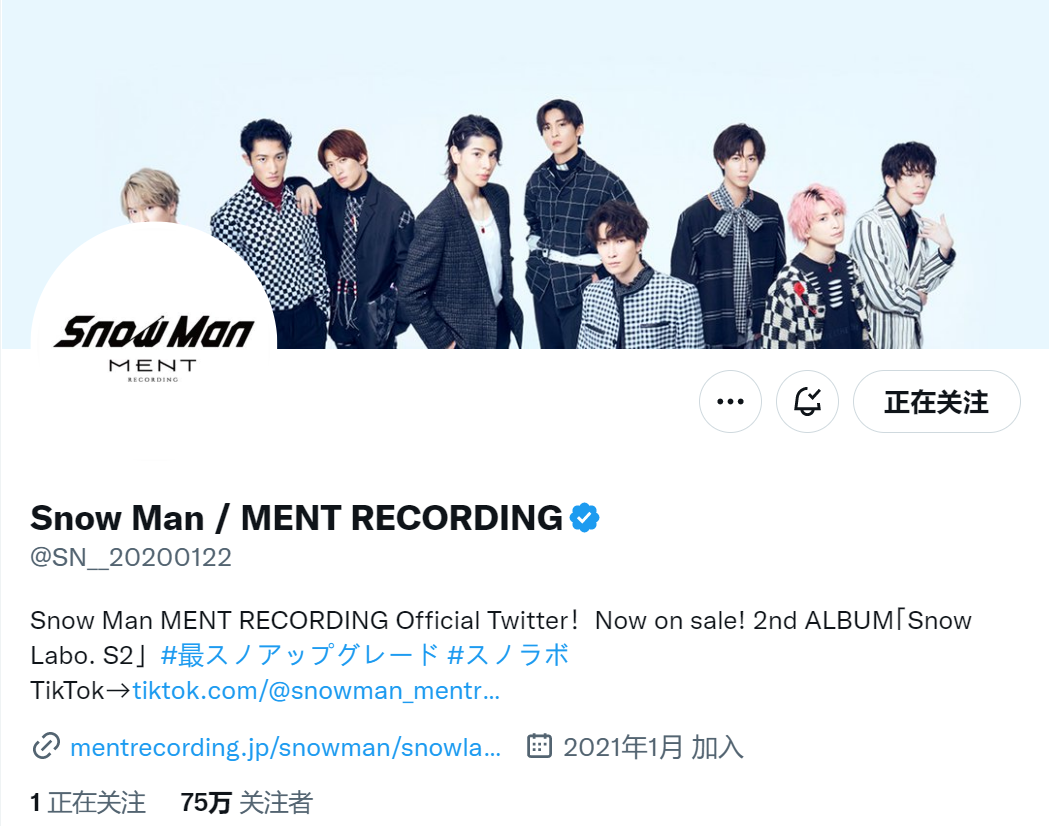 Snow Man
MENT
RECORDING
正在关注
Snow Man / MENT RECORDING
@SN__20200122
Snow Man MENT RECORDING Official Twitter！Now on sale! 2nd ALBUM「Snow
Labo. S2」#最スノアップグレード #スノラボ
TikTok→tiktok.com/@snowman_mentr…
mentrecording.jp/snowman/snowla… 2021年1月 加入
1 正在关注 75万 关注者